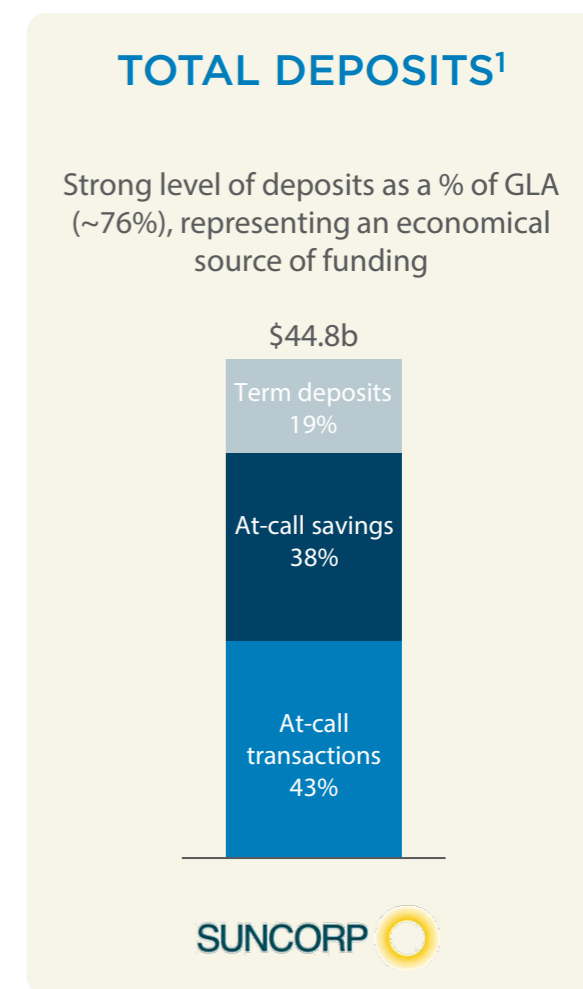 TOTAL DEPOSITS¹
Strong level of deposits as a % of GLA
(~76%), representing an economical
source of funding
$44.8b
Term deposits
19%
At-call savings
38%
At-call
transactions
43%
SUNCORP